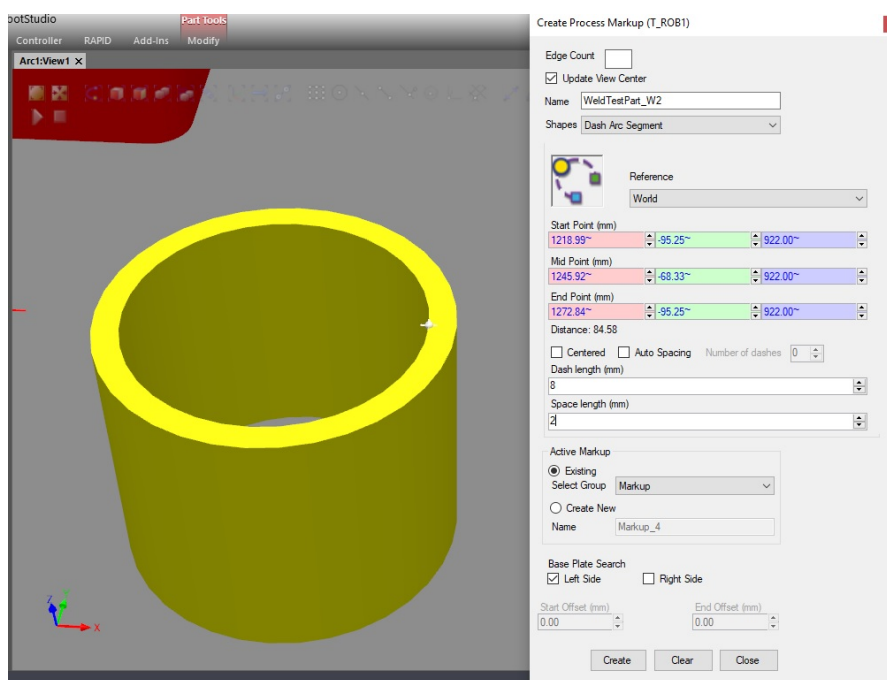 ootStudio
Part Tools
Controller RAPID Add-Ins Modify
Arc1:View1 X
Z
X
Create Process Markup (T_ROB1)
Edge Count
Update View Center
Name WeldTestPart_W2
Shapes Dash Arc Segment
Reference
World
Start Point (mm)
1218.99~ -95.25~ 922.00~
Mid Point (mm)
1245.92~ -68.33~ 922.00~
End Point (mm)
1272.84~ -95.25~ 922.00~
Distance: 84.58
Centered Auto Spacing Number of dashes 0
Dash length (mm)
8
Space length (mm)
2
Active Markup
Existing
Select Group Markup
Create New
Name Markup_4
Base Plate Search
Left Side Right Side
Start Offset (mm) End Offset (mm)
0.00 0.00
Create Clear Close